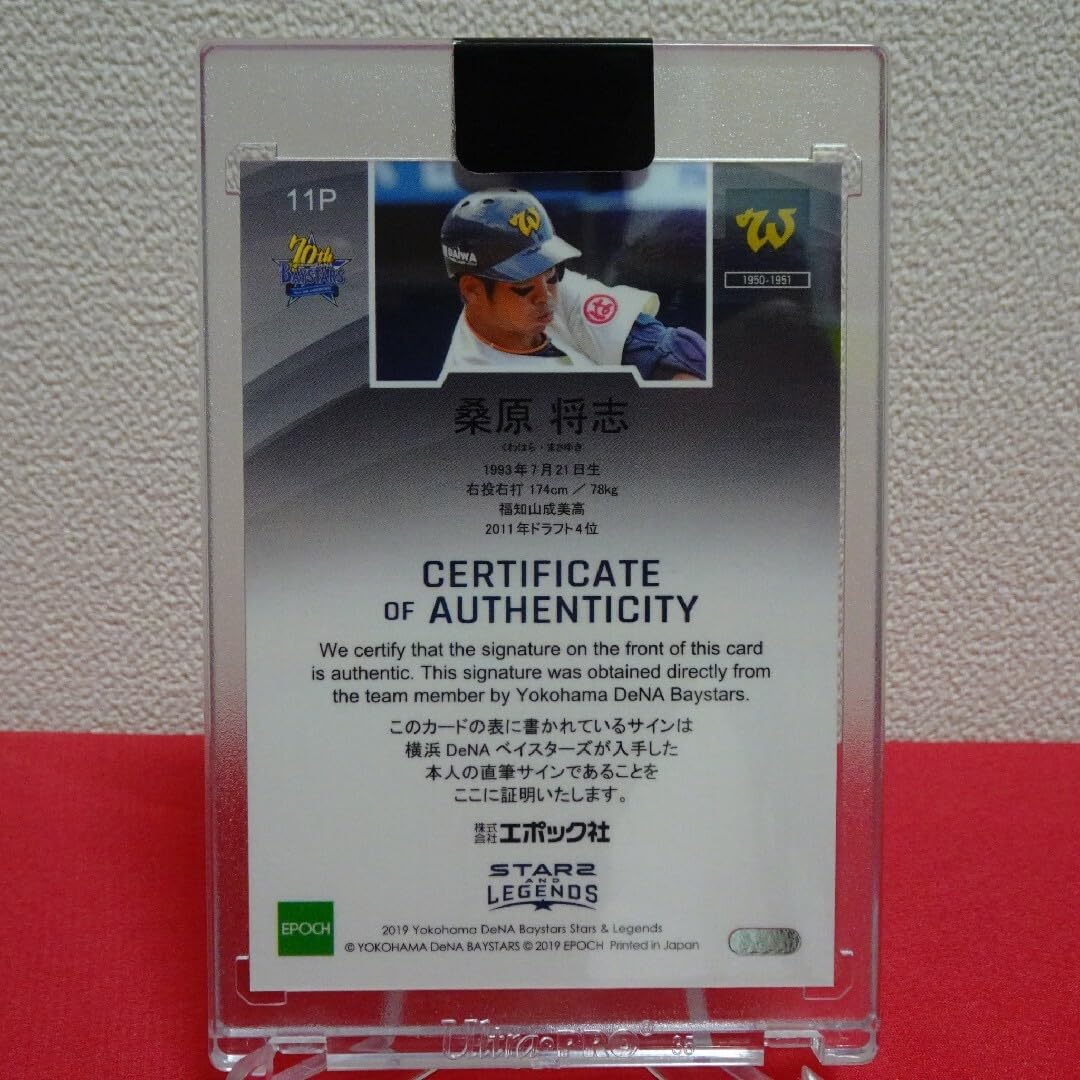 11P
70th
BAYSTARS
W
DAIWA
W
1950-1951
桑原 将志
くわはら・まさゆき
1993年7月21日生
右投右打 174cm／78kg
福知山成美高
2011年ドラフト4位
CERTIFICATE
OF AUTHENTICITY
We certify that the signature on the front of this card
is authentic. This signature was obtained directly from
the team member by Yokohama DeNA Baystars.
このカードの表に書かれているサインは
横浜 DeNA ベイスターズが入手した
本人の直筆サインであることを
ここに証明いたします。
株式会社エポック社
STARS
AND
LEGENDS
EPOCH
2019 Yokohama DeNA Baystars Stars & Legends
© YOKOHAMA DeNA BAYSTARS © 2019 EPOCH Printed in Japan
Ultra•PRO® 35